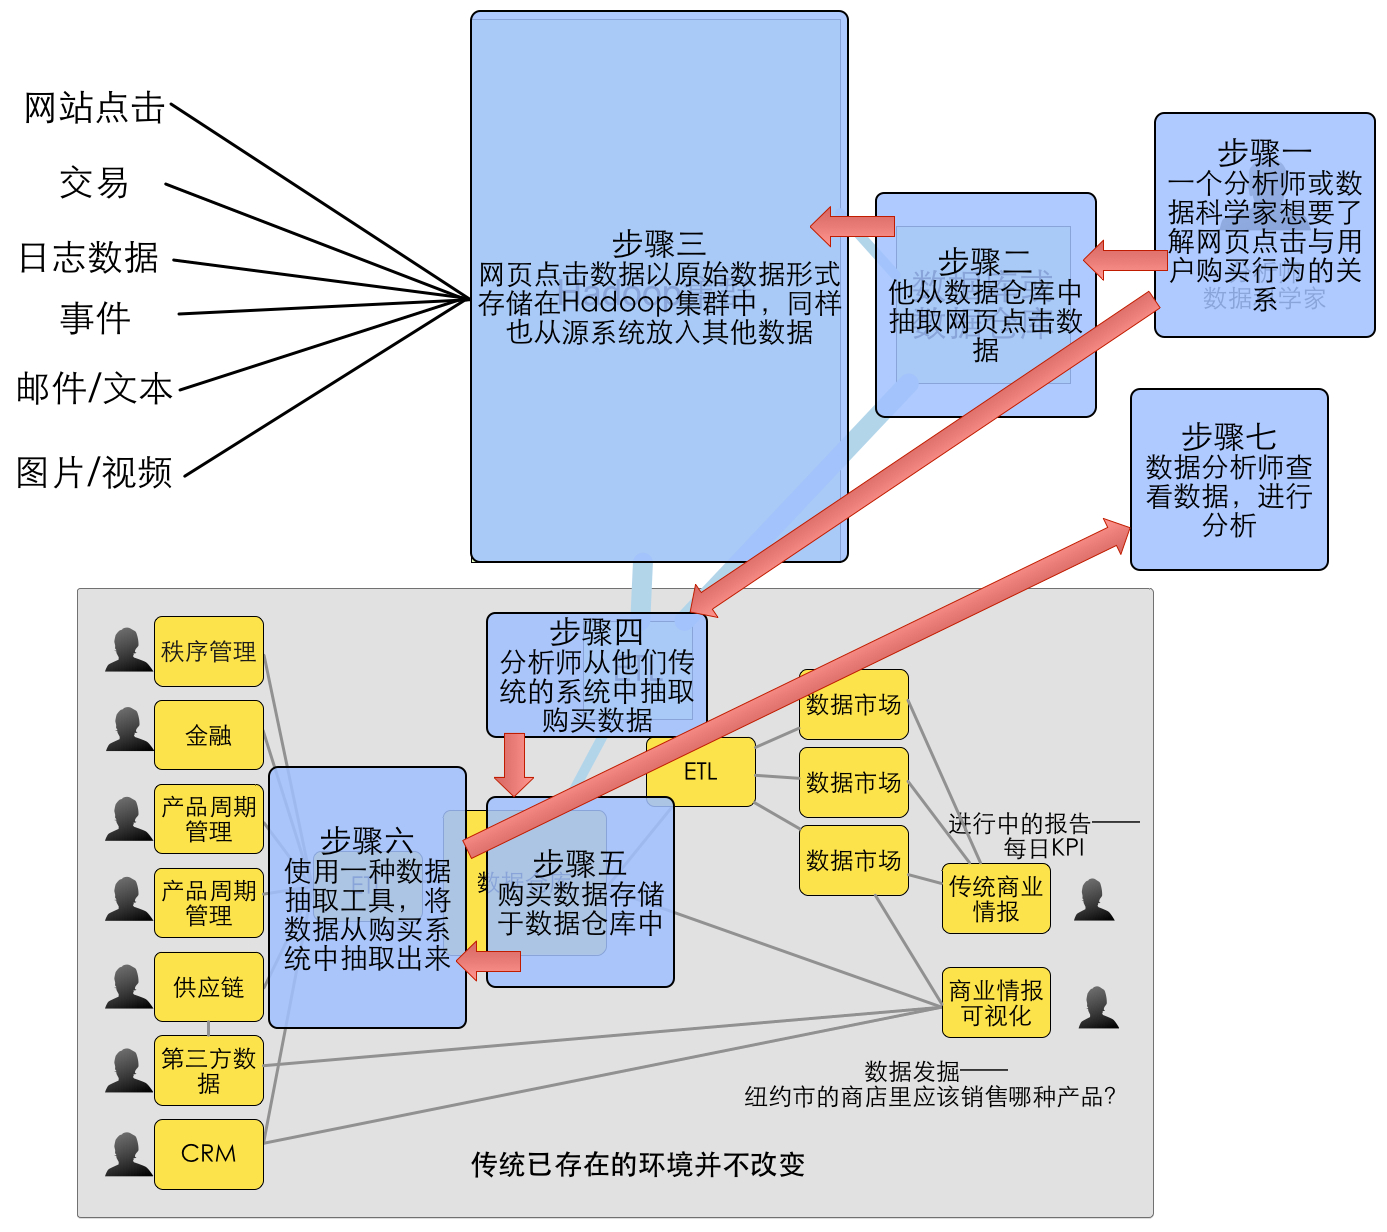 网站点击
交易
日志数据
事件
邮件/文本
图片/视频
步骤三
网页点击数据以原始数据形式
存储在Hadoop集群中，同样
也从源系统放入其他数据
步骤二
他从数据仓库中
抽取网页点击数
据
步骤一
一个分析师或数
据科学家想要了
解网页点击与用
户购买行为的关
系
数据科学家
步骤七
数据分析师查
看数据，进行
分析
步骤四
分析师从他们传
统的系统中抽取
购买数据
秩序管理
金融
产品周期
管理
产品周期
管理
供应链
第三方数
据
CRM
步骤六
使用一种数据
抽取工具，将
数据从购买系
统中抽取出来
步骤五
购买数据存储
于数据仓库中
ETL
数据市场
数据市场
数据市场
进行中的报告——
每日KPI
传统商业
情报
商业情报
可视化
数据发掘——
纽约市的商店里应该销售哪种产品？
传统已存在的环境并不改变